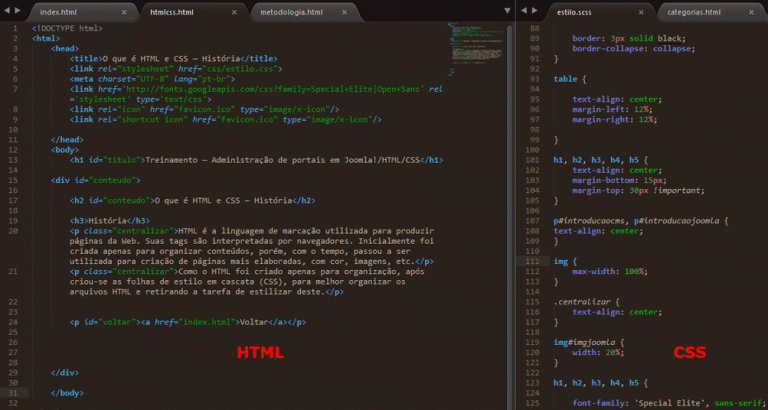 index.html × htmlcss.html × metodologia.html ×
1 <!DOCTYPE html>
2 <html>
3 <head>
4 <title>O que é HTML e CSS – História</title>
5 <link rel="stylesheet" href="css/estilo.css">
6 <meta charset="UTF-8" lang="pt-br">
7 <link href='http://fonts.googleapis.com/css?family=Special+Elite|Open+Sans' rel
='stylesheet' type='text/css'>
8 <link rel="icon" href="favicon.ico" type="image/x-icon"/>
9 <link rel="shortcut icon" href="favicon.ico" type="image/x-icon"/>
10
11 </head>
12 <body>
13 <h1 id="titulo">Treinamento – Administração de portais em Joomla!/HTML/CSS</h1>
14
15 <div id="conteudo">
16
17 <h2 id="conteudo">O que é HTML e CSS – História</h2>
18
19 <h3>História</h3>
20 <p class="centralizar">HTML é a linguagem de marcação utilizada para produzir
páginas da Web. Suas tags são interpretadas por navegadores. Inicialmente foi
criada apenas para organizar conteúdos, porém, com o tempo, passou a ser
utilizada para criação de páginas mais elaboradas, com cor, imagens, etc.</p>
21 <p class="centralizar">Como o HTML foi criado apenas para organização, após
criou-se as folhas de estilo em cascata (CSS), para melhor organizar os
arquivos HTML e retirando a tarefa de estilizar deste.</p>
22
23
24 <p id="voltar"><a href="index.html">Voltar</a></p>
25
26
27
28
29 </div>
30
31 </body>
32
HTML
estilo.scss × categorias.html ×
88
89 border: 3px solid black;
90 border-collapse: collapse;
91 }
92
93 table {
94
95 text-align: center;
96 margin-left: 12%;
97 margin-right: 12%;
98
99 }
100
101 h1, h2, h3, h4, h5 {
102 text-align: center;
103 margin-bottom: 15px;
104 margin-top: 30px !important;
105 }
106
107 p#introducaocms, p#introducaojoomla {
108 text-align: center;
109 }
110
111 img {
112 max-width: 100%;
113 }
114
115 .centralizar {
116 text-align: center;
117 }
118
119 img#imgjoomla {
120 width: 20%;
121 }
122
123 h1, h2, h3, h4, h5 {
124
125 font-family: 'Special Elite', sans-serif;
CSS